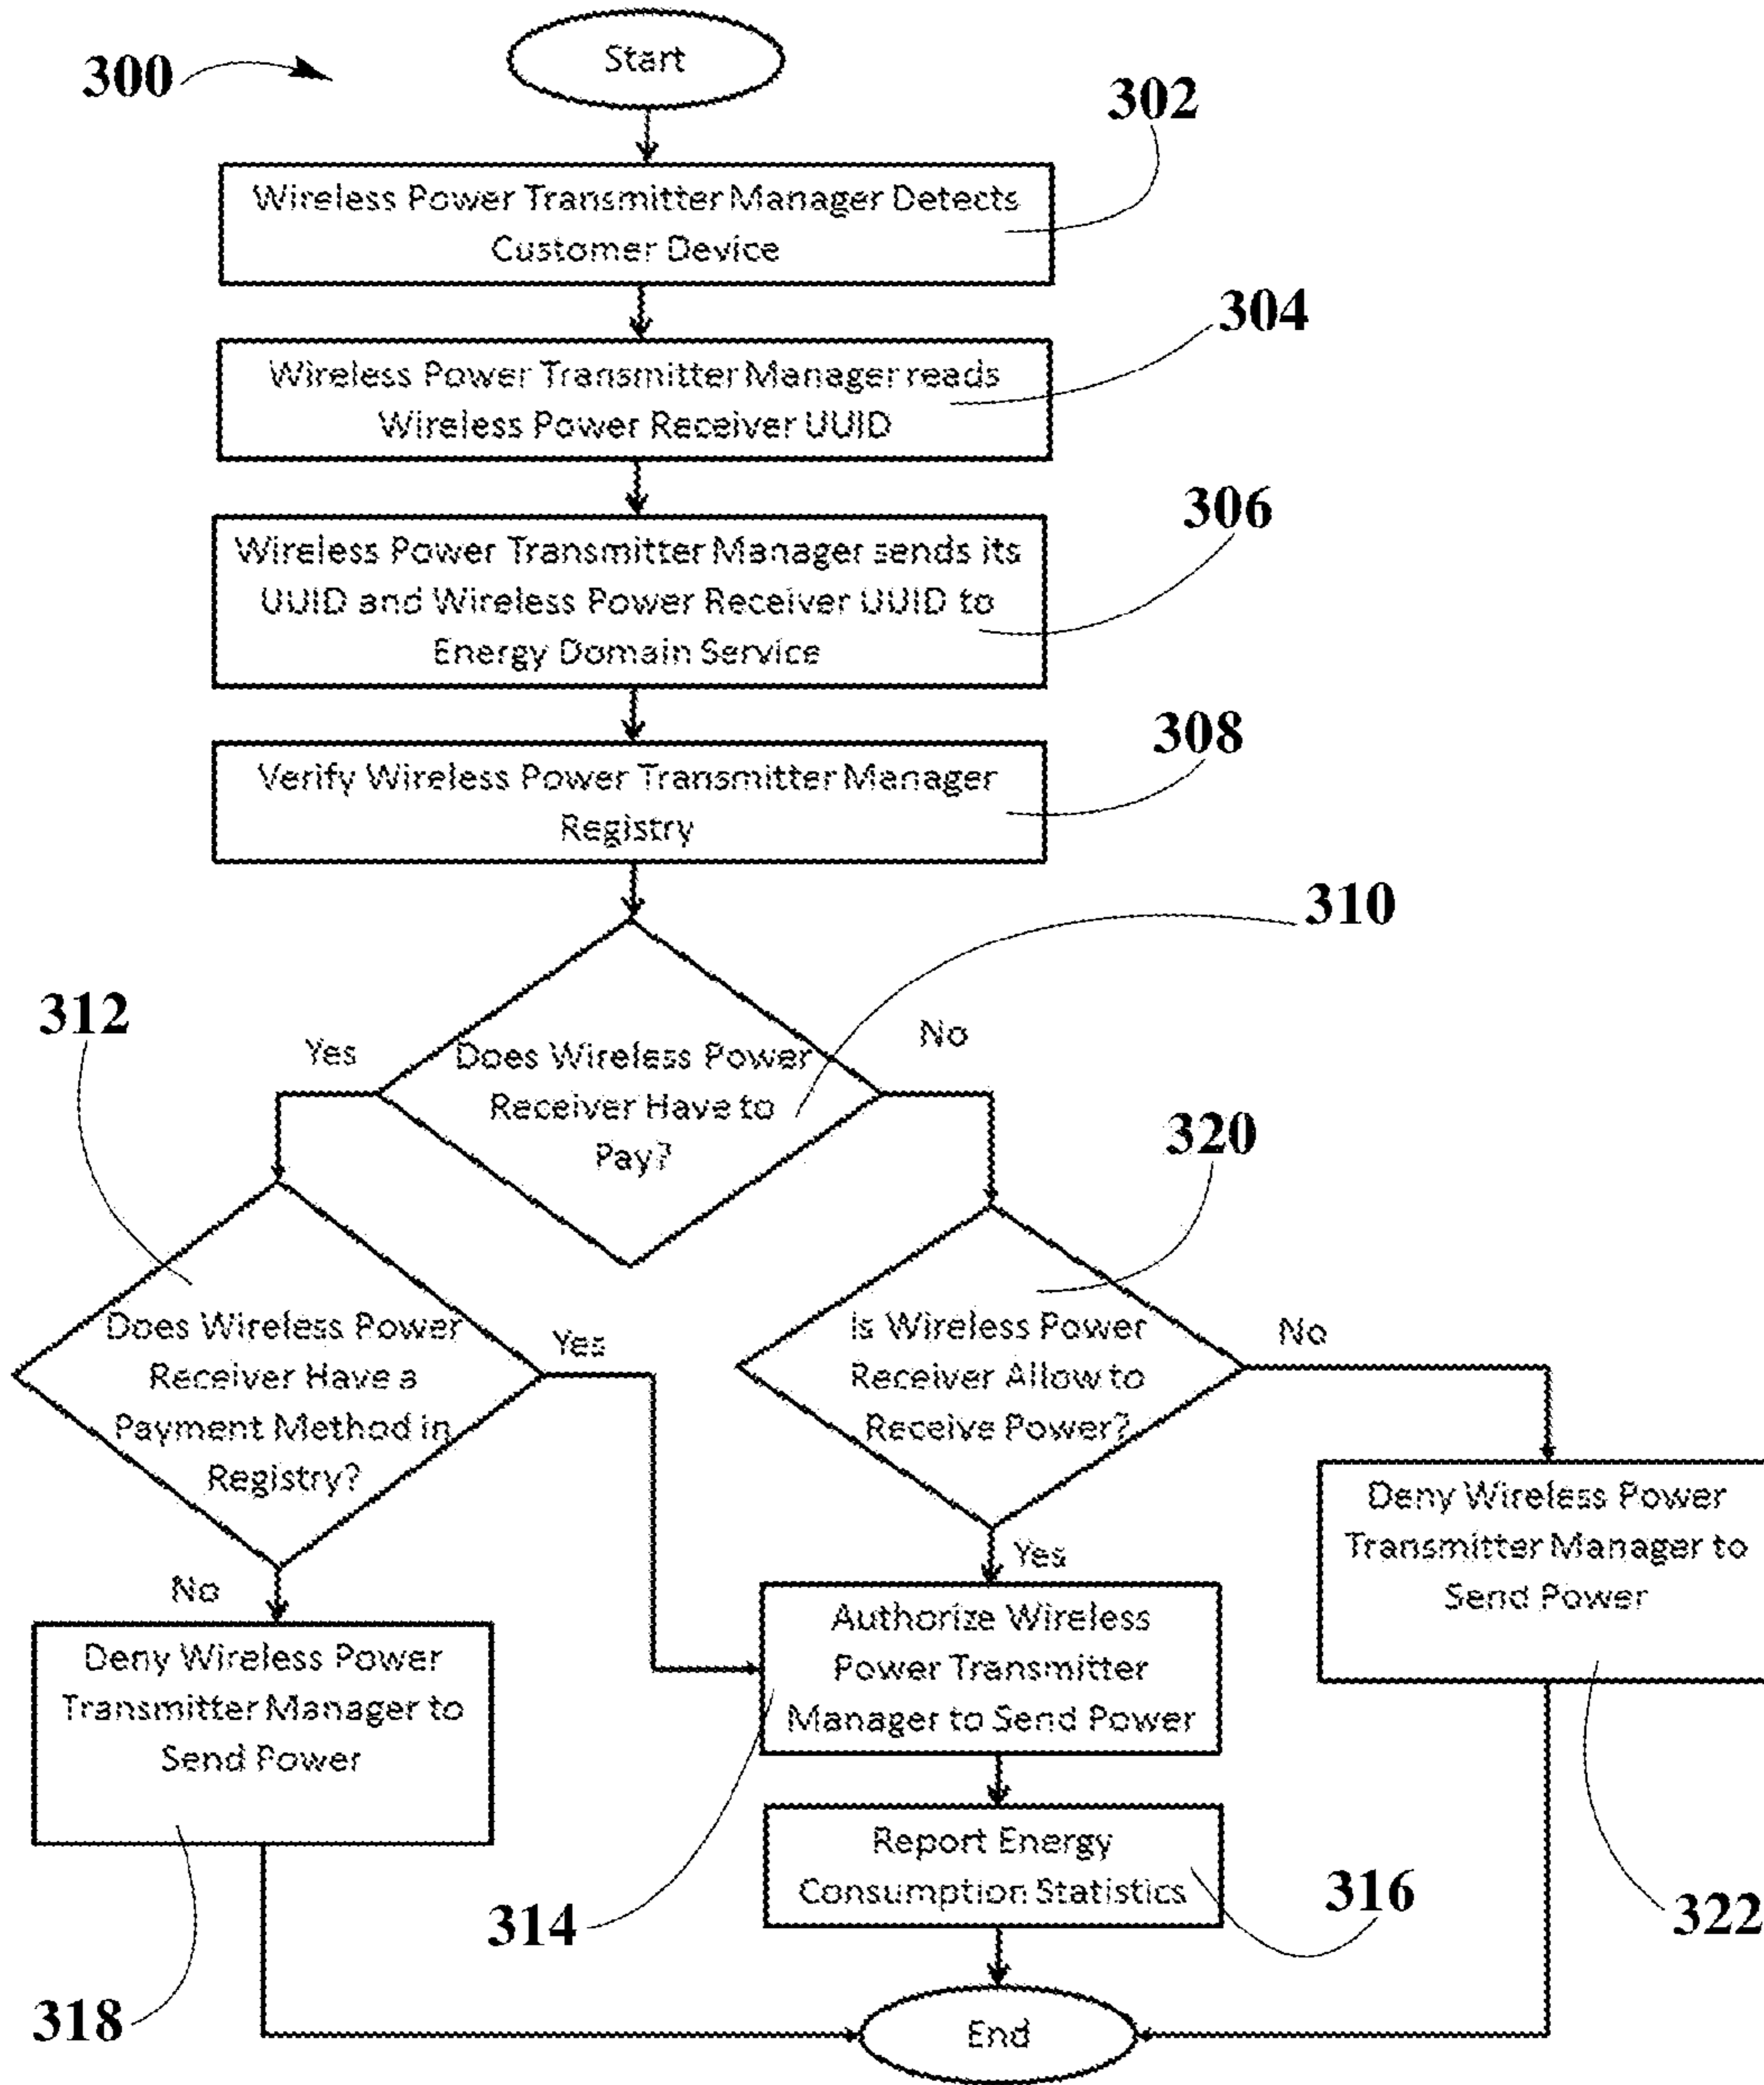 Start
300
302
Wireless Power Transmitter Manager Detects
Customer Device
304
Wireless Power Transmitter Manager reads
Wireless Power Receiver UUID
306
Wireless Power Transmitter Manager sends its
UUID and Wireless Power Receiver UUID to
Energy Domain Service
308
Verify Wireless Power Transmitter Manager
Registry
310
312
Yes
No
Does Wireless Power
Receiver Have to
Pay?
320
Does Wireless Power
Receiver Have a
Payment Method in
Registry?
Yes
Is Wireless Power
Receiver Allow to
Receive Power?
No
No
Yes
Deny Wireless Power
Transmitter Manager to
Send Power
Authorize Wireless
Power Transmitter
Manager to Send Power
Deny Wireless Power
Transmitter Manager to
Send Power
Report Energy
Consumption Statistics
314
316
322
318
End